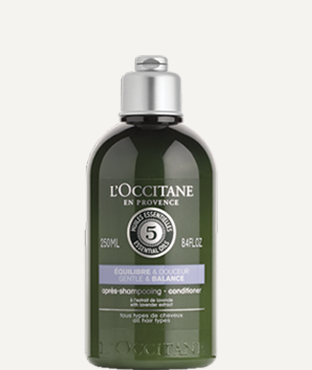 L'OCCITANE
EN PROVENCE
HUILES ESSENTIELLES
250ML 5 8.4FL.OZ
ESSENTIAL OILS
ÉQUILIBRE & DOUCEUR
GENTLE & BALANCE
après-shampooing • conditioner
à l'extrait de lavande
with lavender extract
tous types de cheveux
all hair types
L'OCCITANE